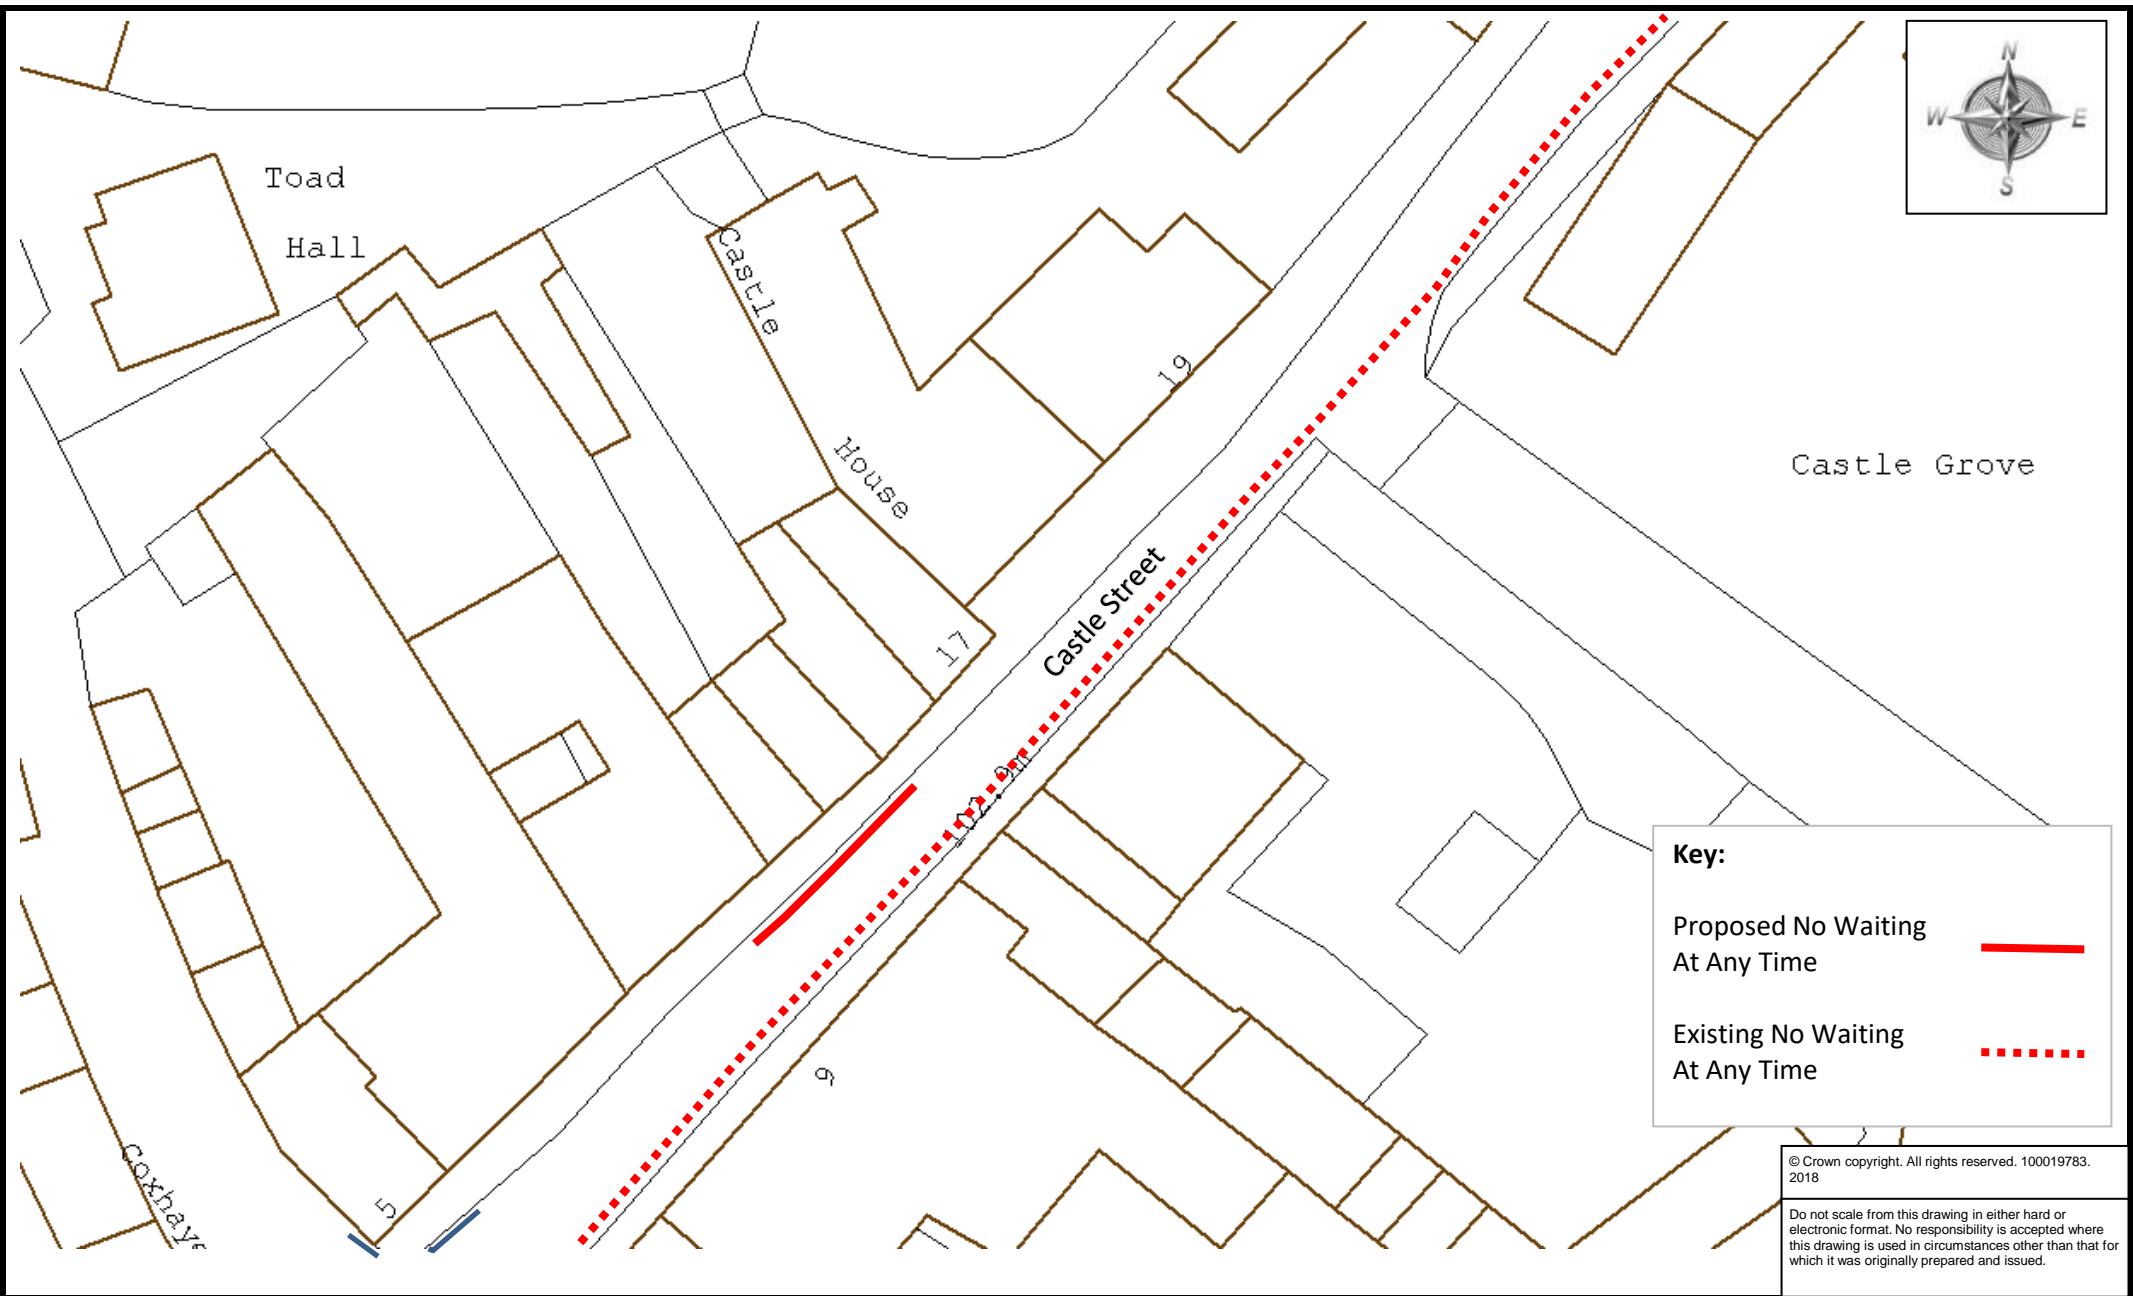 N
W E
S
Toad
Hall
Castle
House
19
Castle Grove
Castle Street
17
102.9m
Key:
Proposed No Waiting
At Any Time
Existing No Waiting
At Any Time
9
5
© Crown copyright. All rights reserved. 100019783.
2018
Do not scale from this drawing in either hard or
electronic format. No responsibility is accepted where
this drawing is used in circumstances other than that for
which it was originally prepared and issued.